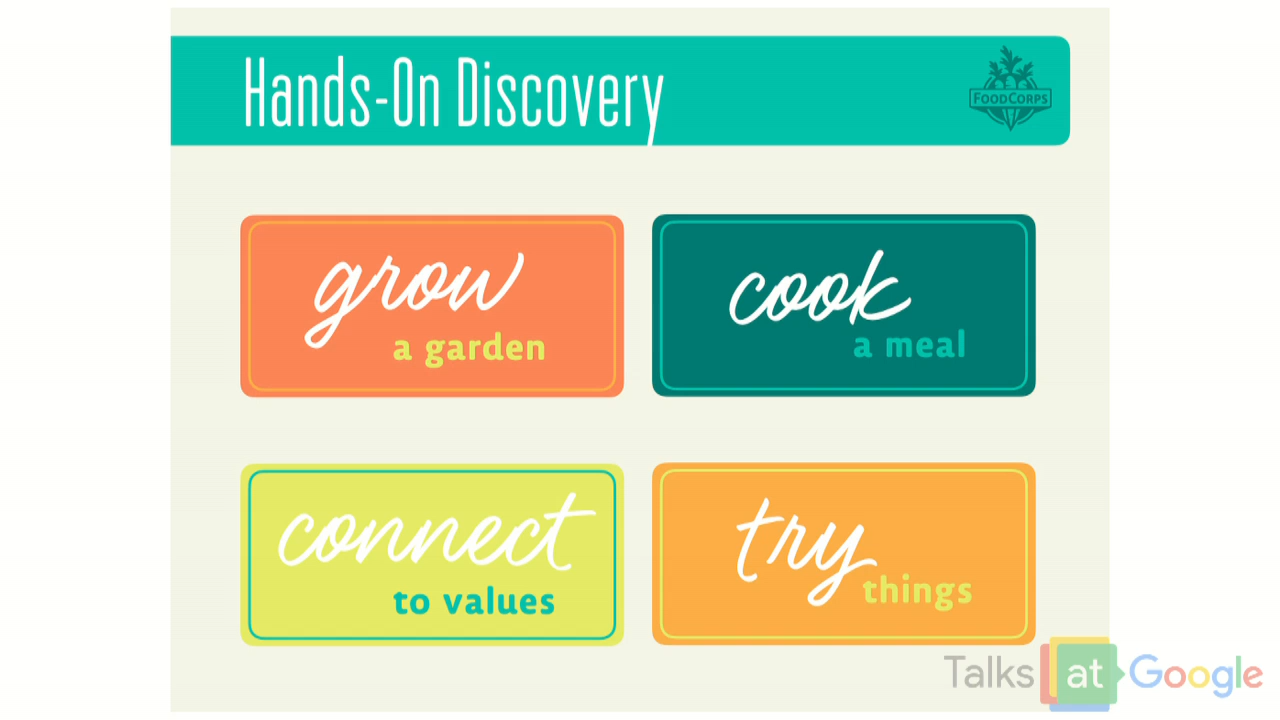 Hands-On Discovery
FOODCORPS
grow
a garden
cook
a meal
connect
to values
try
things
Talks at Google